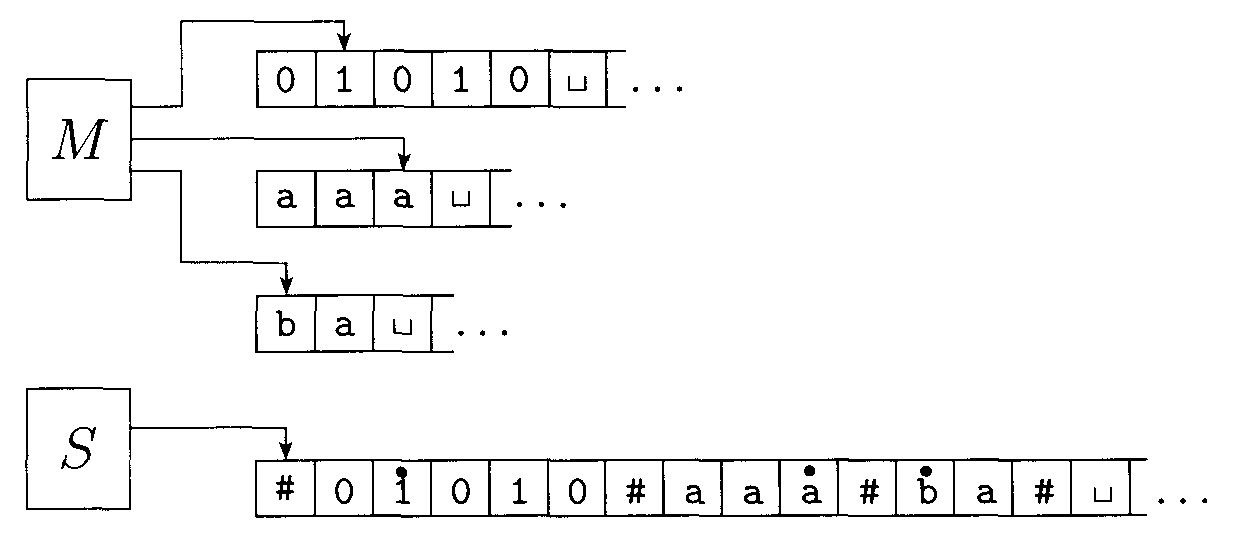 M
0 1 0 1 0 ⊔ ...
a a a ⊔ ...
b a ⊔ ...
S
# 0 1̇ 0 1 0 # a a ȧ # ḃ a # ⊔ ...